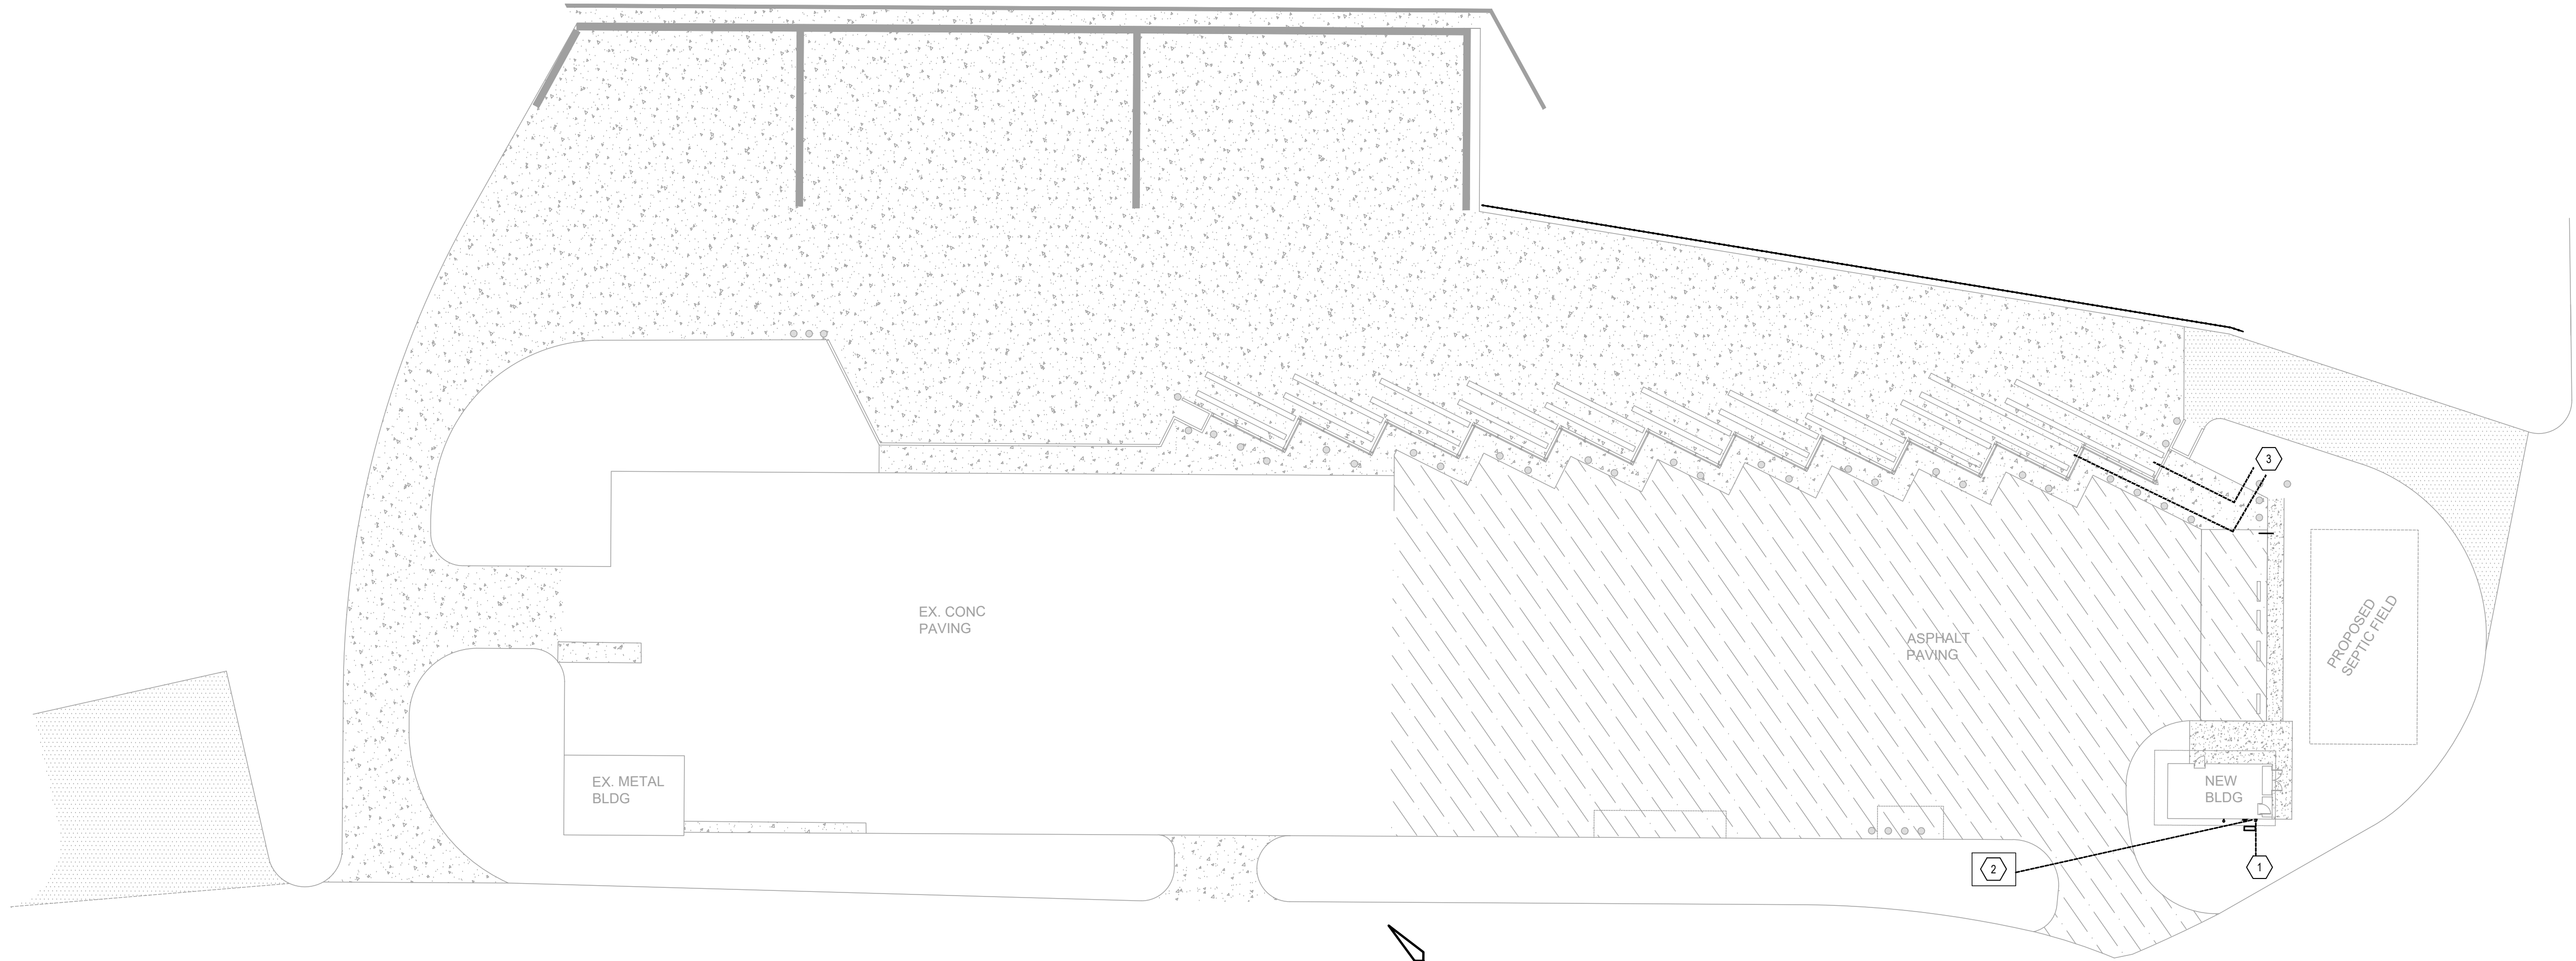 3
EX. CONC
PAVING
ASPHALT
PAVING
PROPOSED
SEPTIC FIELD
EX. METAL
BLDG
NEW
BLDG
2
1